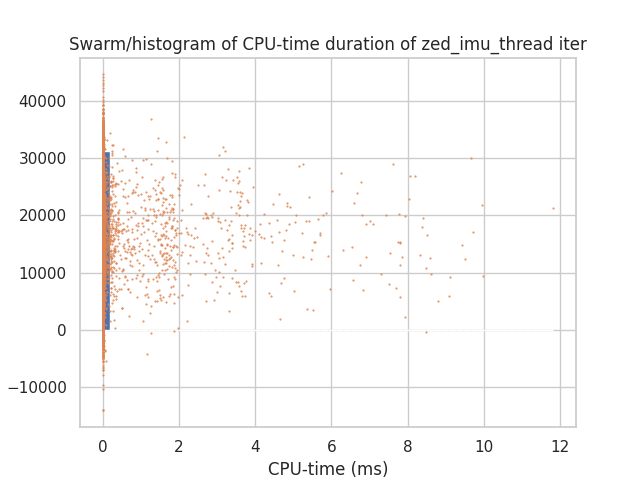 Swarm/histogram of CPU-time duration of zed_imu_thread iter
40000
30000
20000
10000
0
−10000
0 2 4 6 8 10 12
CPU-time (ms)